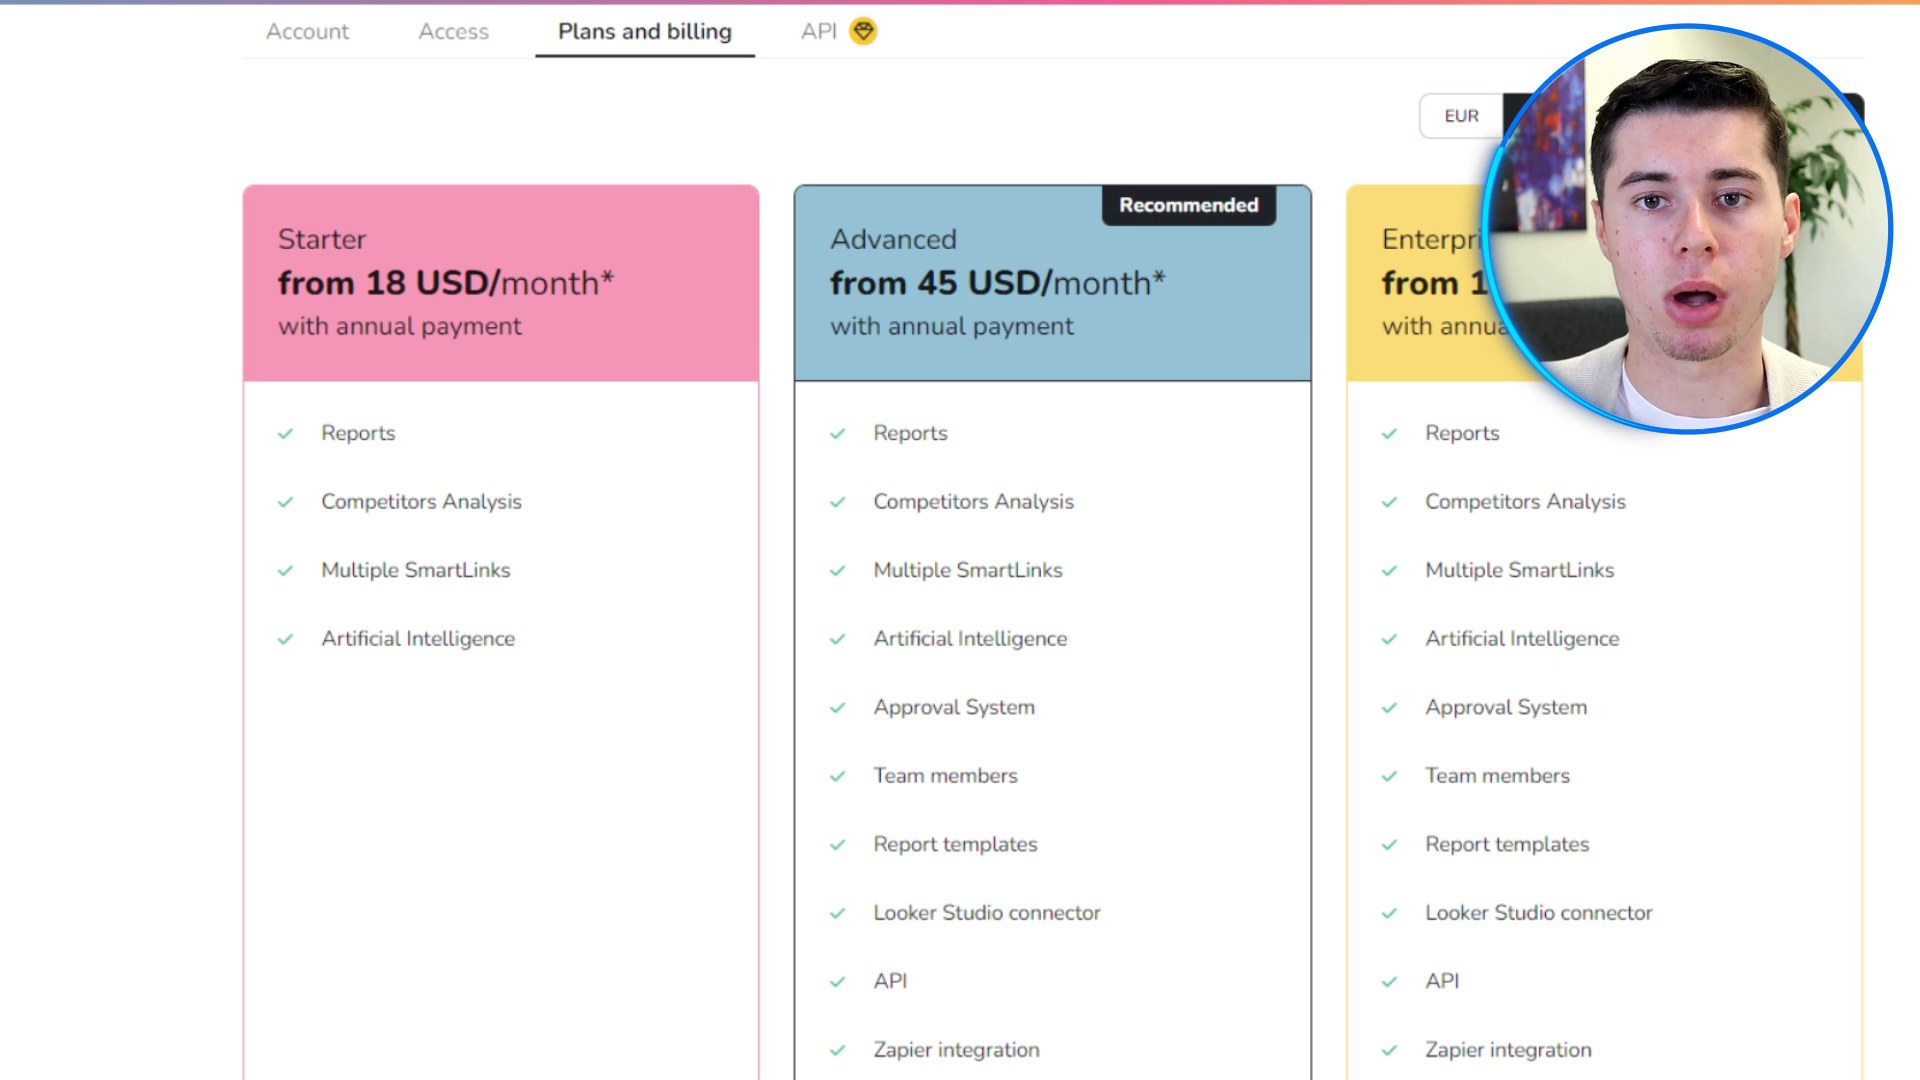 Account Access Plans and billing API
EUR
Starter
from 18 USD/month*
with annual payment
Reports
Competitors Analysis
Multiple SmartLinks
Artificial Intelligence
Recommended
Advanced
from 45 USD/month*
with annual payment
Reports
Competitors Analysis
Multiple SmartLinks
Artificial Intelligence
Approval System
Team members
Report templates
Looker Studio connector
API
Zapier integration
from
with
Reports
Competitors Analysis
Multiple SmartLinks
Artificial Intelligence
Approval System
Team members
Report templates
Looker Studio connector
API
Zapier integration